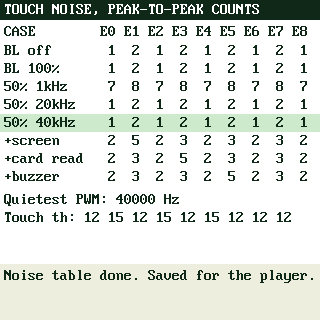 TOUCH NOISE, PEAK-TO-PEAK COUNTS
CASE E0 E1 E2 E3 E4 E5 E6 E7 E8
BL off 1 2 1 2 1 2 1 2 1
BL 100% 1 2 1 2 1 2 1 2 1
50% 1kHz 7 8 7 8 7 8 7 8 7
50% 20kHz 1 2 1 2 1 2 1 2 1
50% 40kHz 1 2 1 2 1 2 1 2 1
+screen 2 5 2 3 2 3 2 3 2
+card read 2 3 2 5 2 3 2 3 2
+buzzer 2 3 2 3 2 5 2 3 2
Quietest PWM: 40000 Hz
Touch th: 12 15 12 15 12 15 12 12 12
Noise table done. Saved for the player.